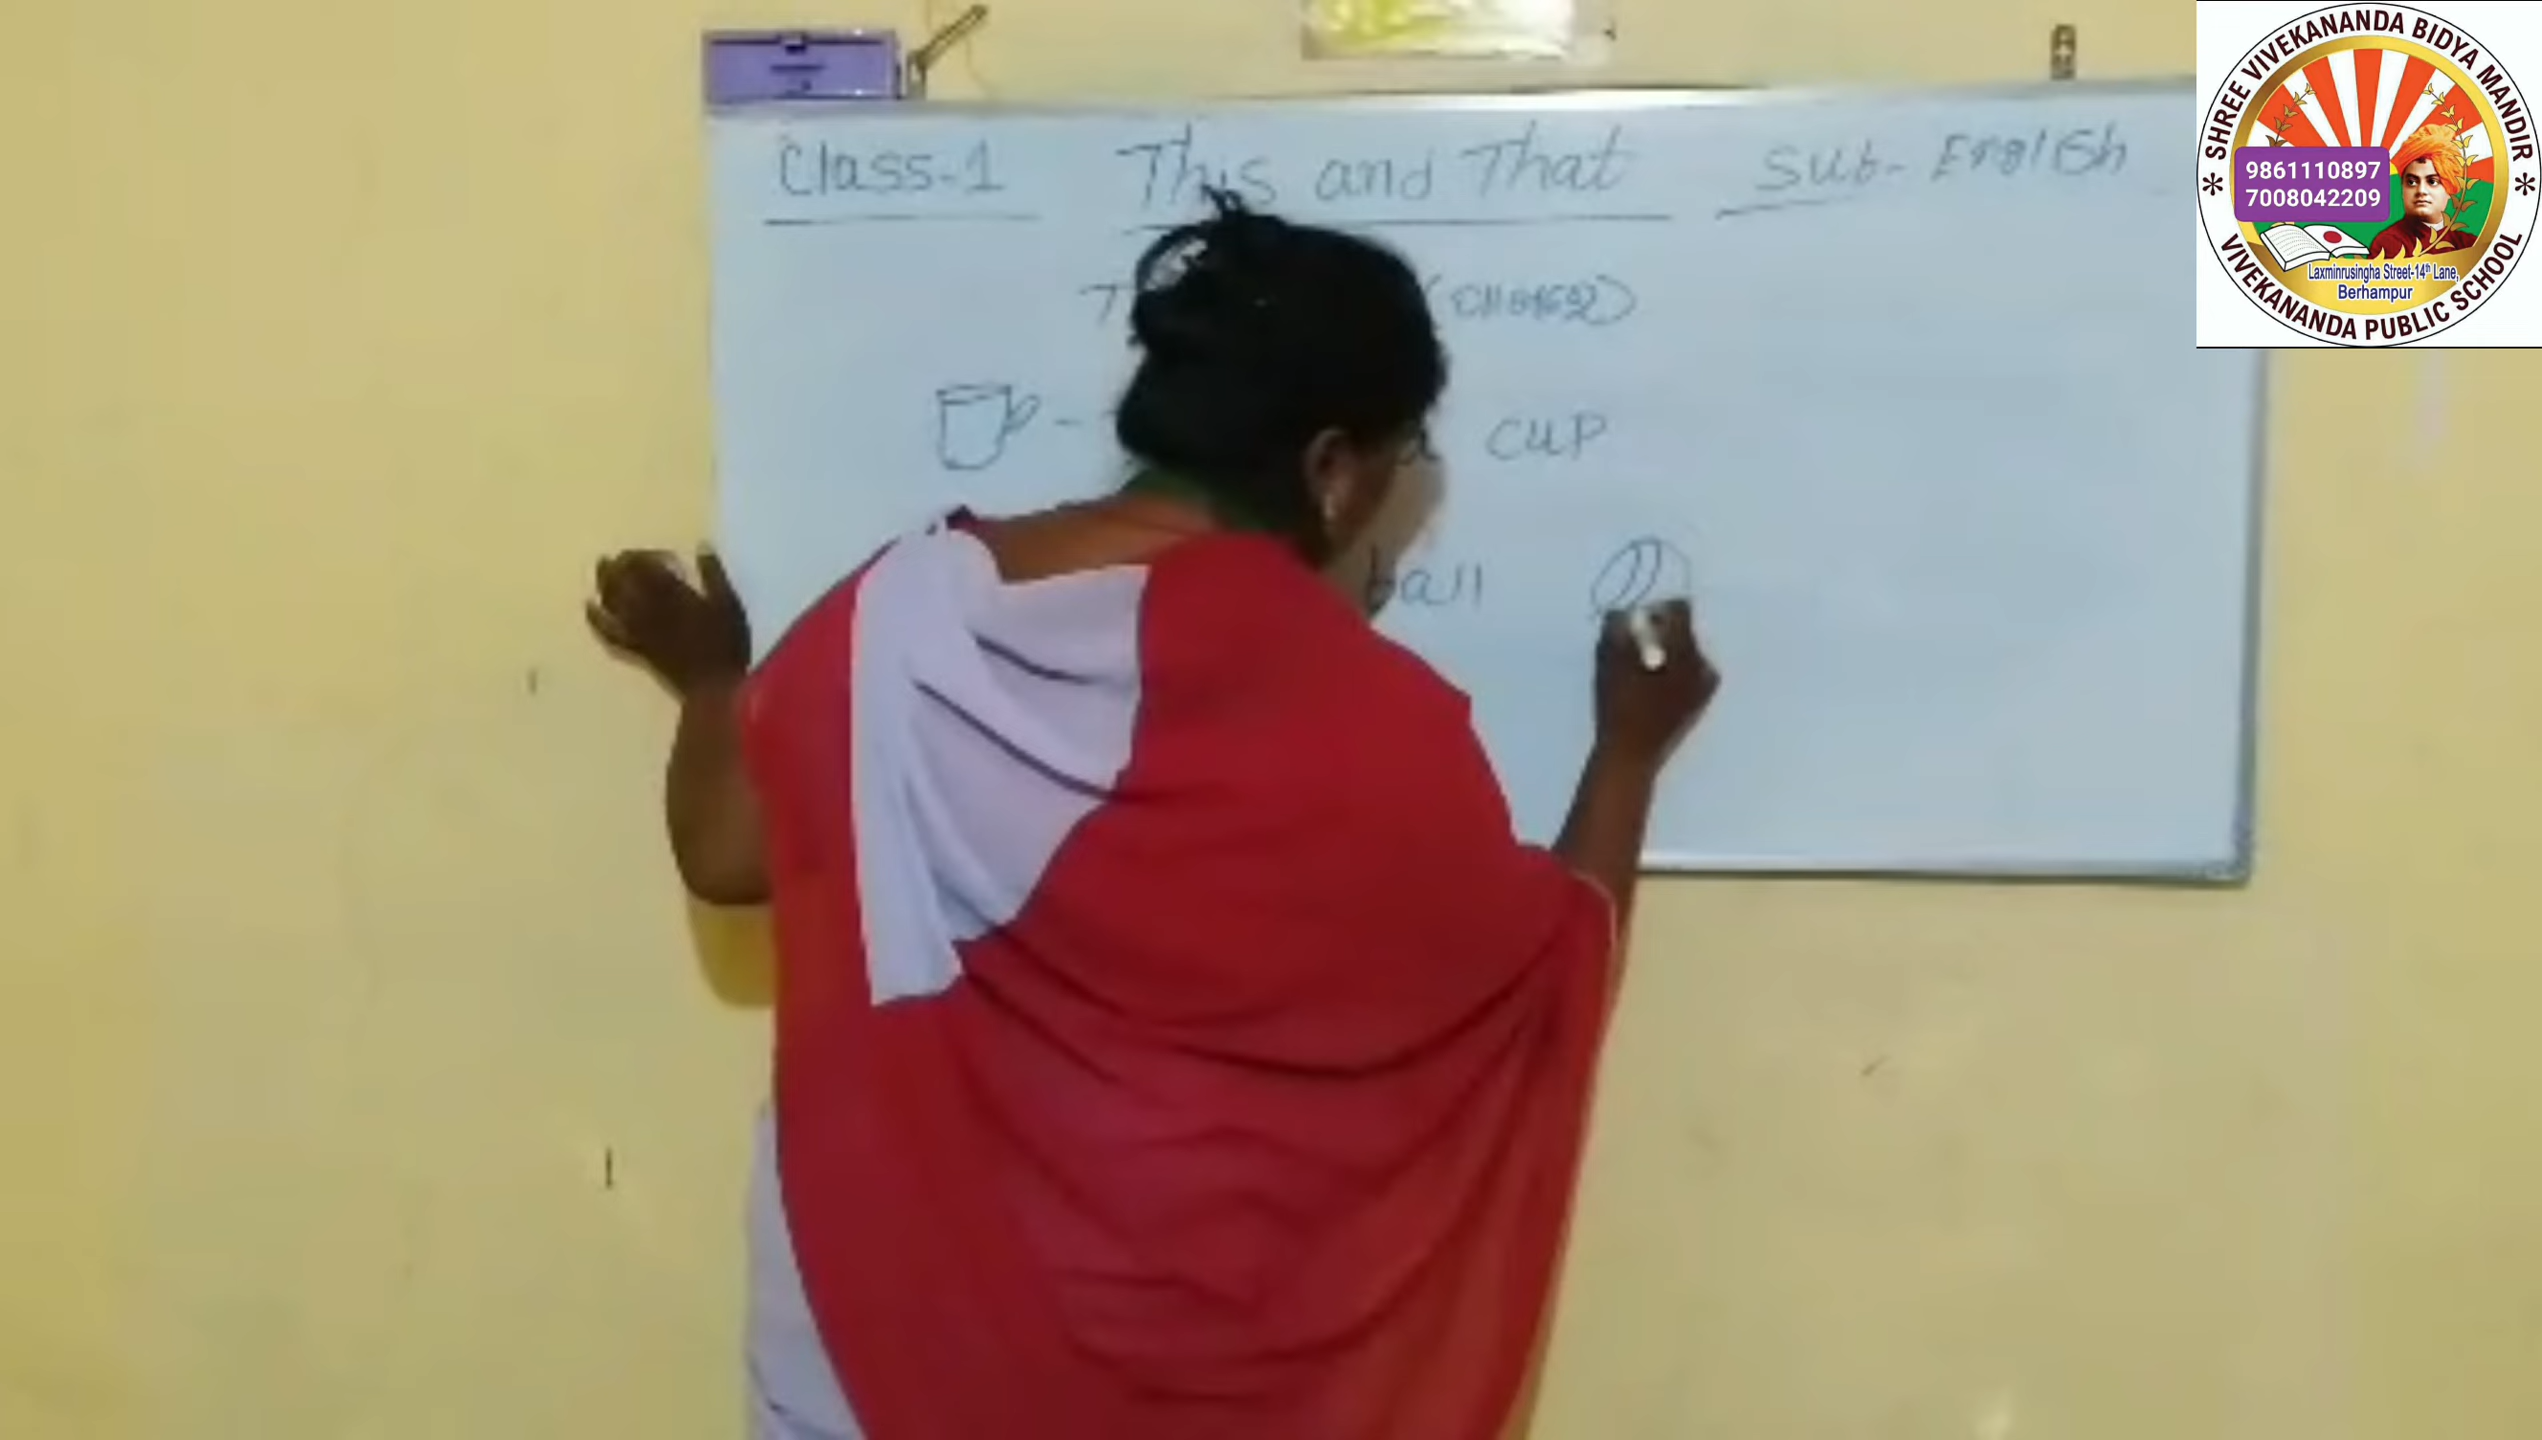 Class-1 This and That Sub- English
cup
ball
SHREE VIVEKANANDA BIDYA MANDIR
9861110897
7008042209
Laxminrusingha Street-14th Lane,
Berhampur
VIVEKANANDA PUBLIC SCHOOL